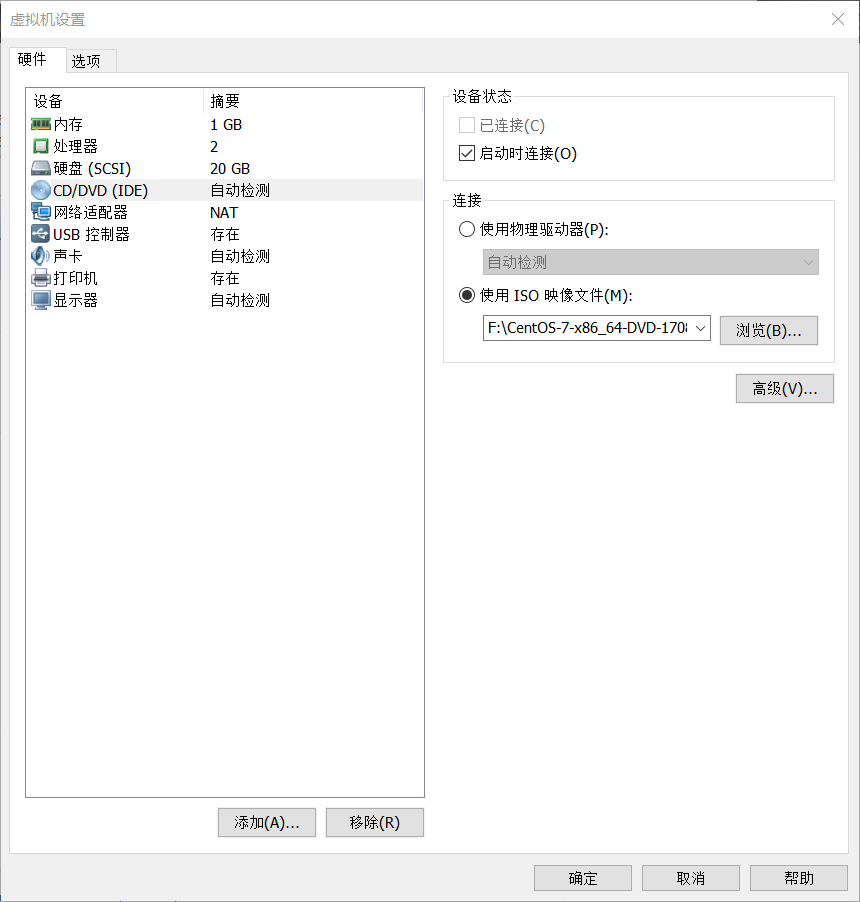 虚拟机设置
硬件 选项
设备 摘要
内存 1 GB
处理器 2
硬盘 (SCSI) 20 GB
CD/DVD (IDE) 自动检测
网络适配器 NAT
USB 控制器 存在
声卡 自动检测
打印机 存在
显示器 自动检测
添加(A)... 移除(R)
设备状态
已连接(C)
启动时连接(O)
连接
使用物理驱动器(P):
自动检测
使用 ISO 映像文件(M):
F:\CentOS-7-x86_64-DVD-1708 浏览(B)...
高级(V)...
确定 取消 帮助